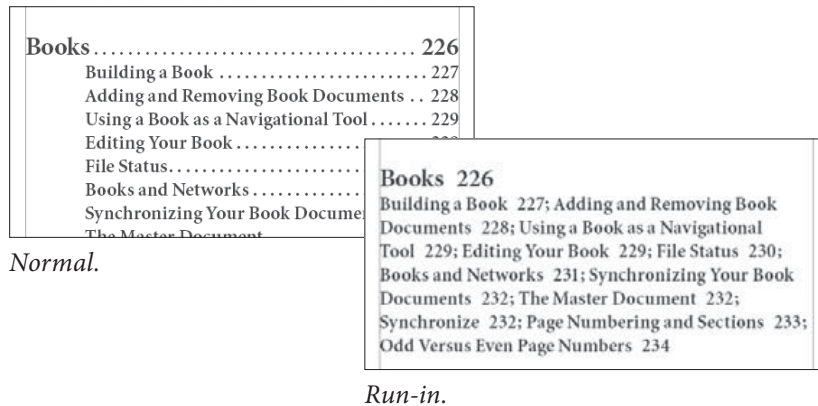 Books . . . . . . . . . . . . . . . . . . . . . . . . . . . . . . . . . . . . . . 226
Building a Book . . . . . . . . . . . . . . . . . . . . . . . . . 227
Adding and Removing Book Documents . . 228
Using a Book as a Navigational Tool . . . . . . . 229
Editing Your Book . . . . . . . . . . . . . . .
File Status. . . . . . . . . . . . . . . . . . . . . . .
Books and Networks . . . . . . . . . . . . .
Synchronizing Your Book
The Master Document
Normal.
Books 226
Building a Book 227; Adding and Removing Book
Documents 228; Using a Book as a Navigational
Tool 229; Editing Your Book 229; File Status 230;
Books and Networks 231; Synchronizing Your Book
Documents 232; The Master Document 232;
Synchronize 232; Page Numbering and Sections 233;
Odd Versus Even Page Numbers 234
Run-in.